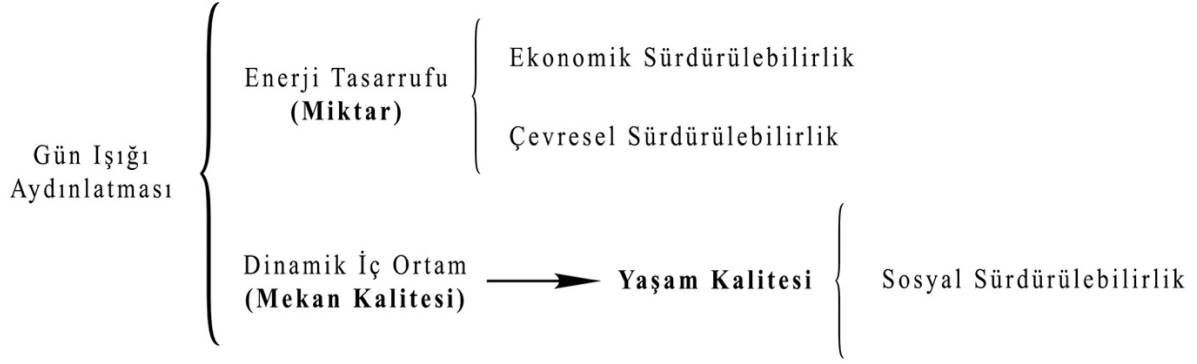 Gün Işığı
Aydınlatması
Enerji Tasarrufu
(Miktar)
Ekonomik Sürdürülebilirlik
Çevresel Sürdürülebilirlik
Dinamik İç Ortam
(Mekan Kalitesi)
Yaşam Kalitesi
Sosyal Sürdürülebilirlik